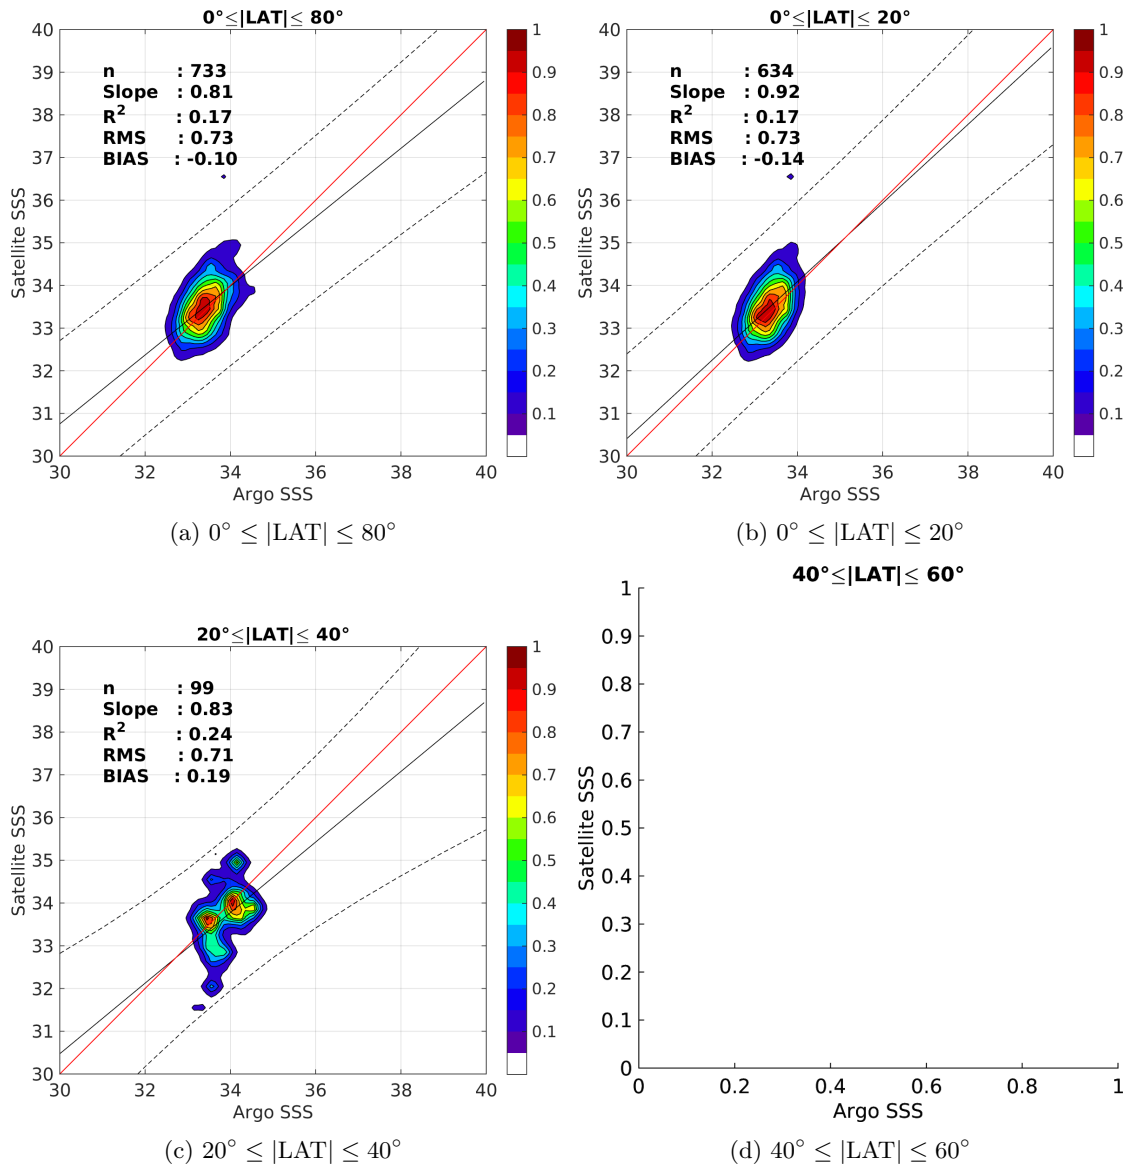 0°≤|LAT|≤ 80°
n : 733
Slope : 0.81
R² : 0.17
RMS : 0.73
BIAS : -0.10
40
39
38
37
36
35
34
33
32
31
30
Satellite SSS
30 32 34 36 38 40
Argo SSS
1
0.9
0.8
0.7
0.6
0.5
0.4
0.3
0.2
0.1
(a) 0° ≤ |LAT| ≤ 80°
0°≤|LAT|≤ 20°
n : 634
Slope : 0.92
R² : 0.17
RMS : 0.73
BIAS : -0.14
40
39
38
37
36
35
34
33
32
31
30
Satellite SSS
30 32 34 36 38 40
Argo SSS
1
0.9
0.8
0.7
0.6
0.5
0.4
0.3
0.2
0.1
(b) 0° ≤ |LAT| ≤ 20°
20°≤|LAT|≤ 40°
n : 99
Slope : 0.83
R² : 0.24
RMS : 0.71
BIAS : 0.19
40
39
38
37
36
35
34
33
32
31
30
Satellite SSS
30 32 34 36 38 40
Argo SSS
1
0.9
0.8
0.7
0.6
0.5
0.4
0.3
0.2
0.1
(c) 20° ≤ |LAT| ≤ 40°
40°≤|LAT|≤ 60°
1
0.9
0.8
0.7
0.6
0.5
0.4
0.3
0.2
0.1
0
Satellite SSS
0 0.2 0.4 0.6 0.8 1
Argo SSS
(d) 40° ≤ |LAT| ≤ 60°